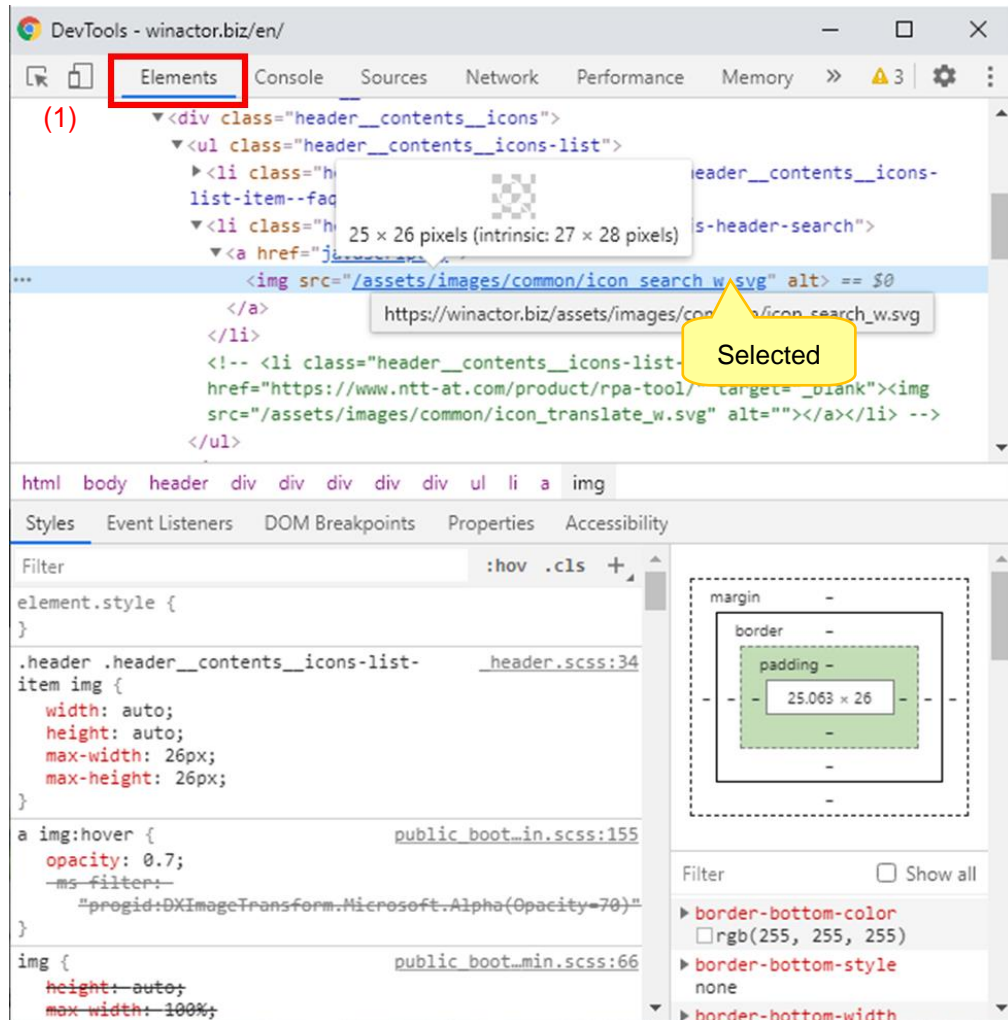 DevTools - winactor.biz/en/
Elements Console Sources Network Performance Memory » 3
(1)
▼<div class="header__contents__icons">
▼<ul class="header__contents__icons-list">
▶<li class="h eader__contents__icons-
list-item--faq
▼<li class="h s-header-search">
25 × 26 pixels (intrinsic: 27 × 28 pixels)
▼<a href="
<img src="/assets/images/common/icon_search_w.svg" alt> == $0
</a>
https://winactor.biz/assets/images/common/icon_search_w.svg
</li>
Selected
<!-- <li class="header__contents__icons-list-
href="https://www.ntt-at.com/product/rpa-tool/" target="_blank"><img
src="/assets/images/common/icon_translate_w.svg" alt=""></a></li> -->
</ul>
html body header div div div div div ul li a img
Styles Event Listeners DOM Breakpoints Properties Accessibility
Filter :hov .cls +
element.style {
}
.header .header__contents__icons-list- _header.scss:34
item img {
width: auto;
height: auto;
max-width: 26px;
max-height: 26px;
}
a img:hover { public_boot…in.scss:155
opacity: 0.7;
-ms-filter:
"progid:DXImageTransform.Microsoft.Alpha(Opacity=70)"
}
img { public_boot…min.scss:66
height: auto;
max-width: 100%;
margin -
border -
padding -
- - - 25.063 × 26 - - -
-
-
-
Filter Show all
▶border-bottom-color
rgb(255, 255, 255)
▶border-bottom-style
none
▶border-bottom-width